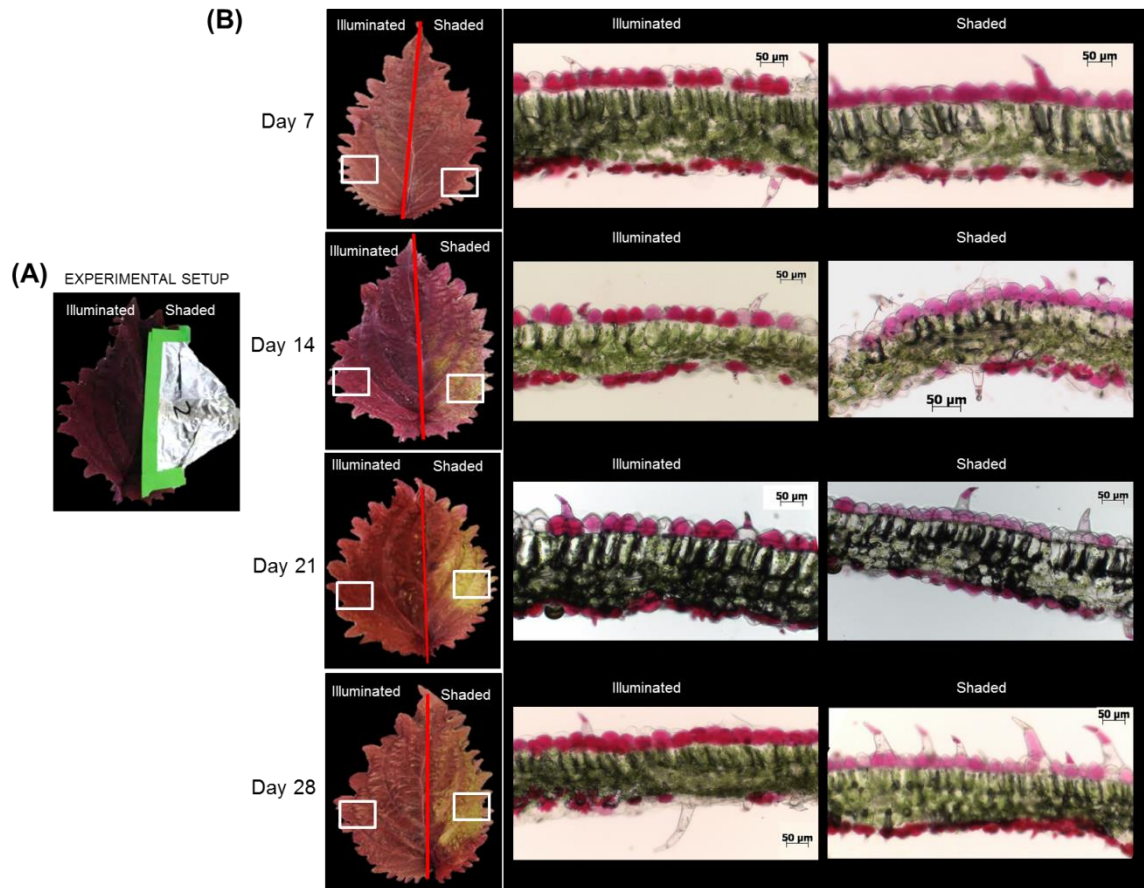 (B)
Illuminated Shaded
Illuminated
Shaded
50 µm
50 µm
Day 7
(A)
EXPERIMENTAL SETUP
Illuminated Shaded
2
Illuminated Shaded
Illuminated
Shaded
50 µm
50 µm
Day 14
Illuminated Shaded
Illuminated
Shaded
50 µm
50 µm
Day 21
Illuminated Shaded
Illuminated
Shaded
50 µm
50 µm
Day 28